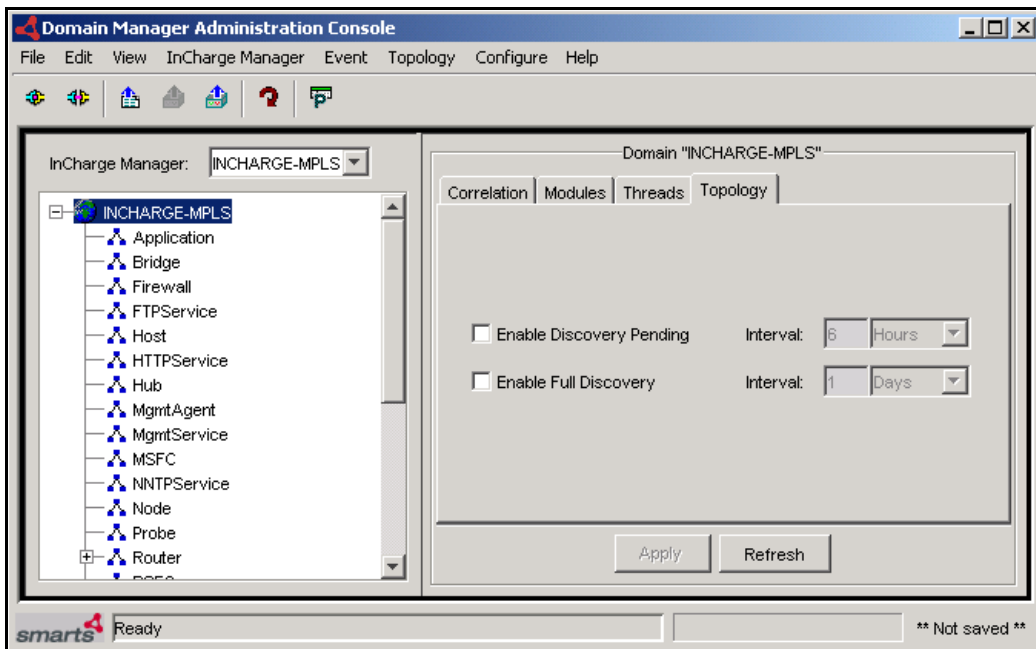 Domain Manager Administration Console
File Edit View InCharge Manager Event Topology Configure Help
InCharge Manager: INCHARGE-MPLS
INCHARGE-MPLS
Application
Bridge
Firewall
FTPService
Host
HTTPService
Hub
MgmtAgent
MgmtService
MSFC
NNTPService
Node
Probe
Router
Domain "INCHARGE-MPLS"
Correlation Modules Threads Topology
Enable Discovery Pending Interval: 6 Hours
Enable Full Discovery Interval: 1 Days
Apply Refresh
smarts Ready ** Not saved **